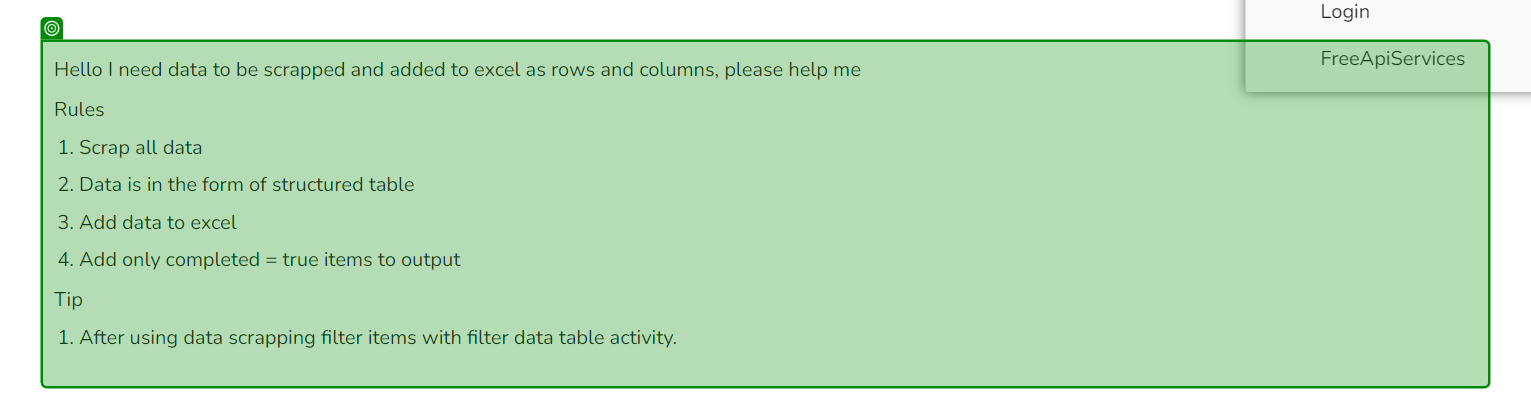 Login
FreeApiServices
Hello I need data to be scrapped and added to excel as rows and columns, please help me
Rules
1. Scrap all data
2. Data is in the form of structured table
3. Add data to excel
4. Add only completed = true items to output
Tip
1. After using data scrapping filter items with filter data table activity.